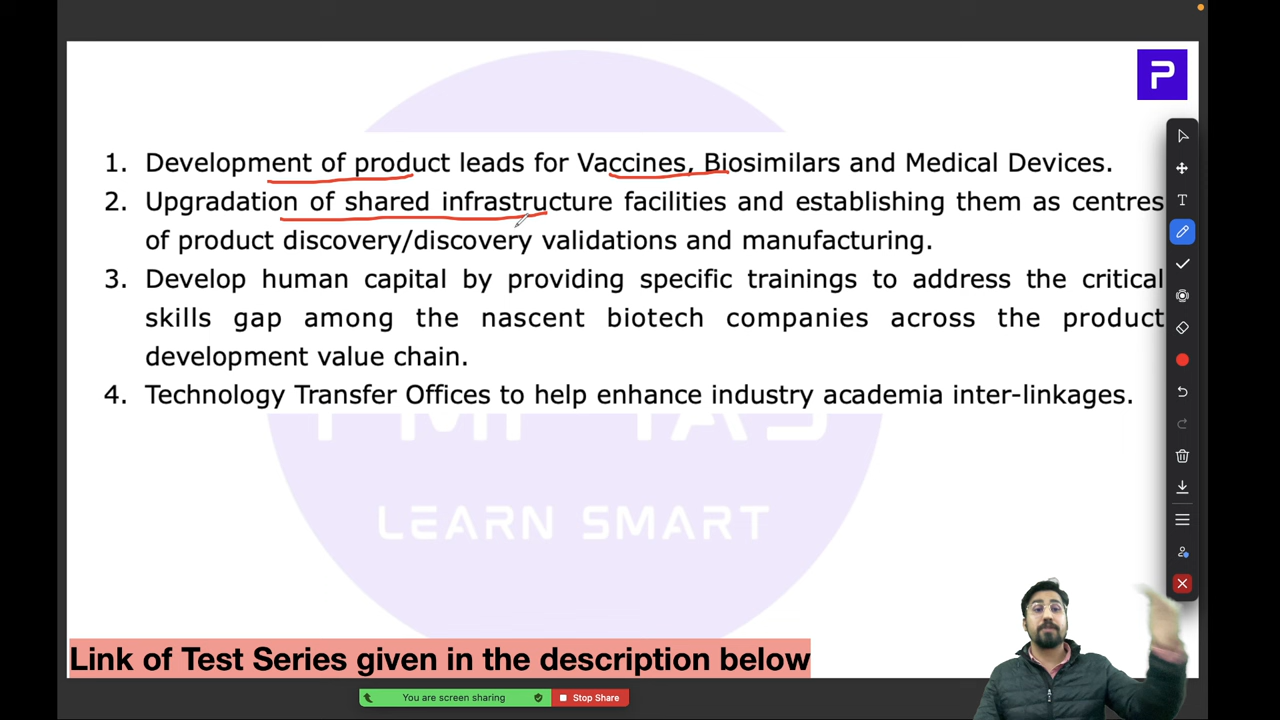 P
1. Development of product leads for Vaccines, Biosimilars and Medical Devices.
2. Upgradation of shared infrastructure facilities and establishing them as centres
of product discovery/discovery validations and manufacturing.
3. Develop human capital by providing specific trainings to address the critical
skills gap among the nascent biotech companies across the product
development value chain.
4. Technology Transfer Offices to help enhance industry academia inter-linkages.
LEARN SMART
Link of Test Series given in the description below
You are screen sharing
Stop Share
T